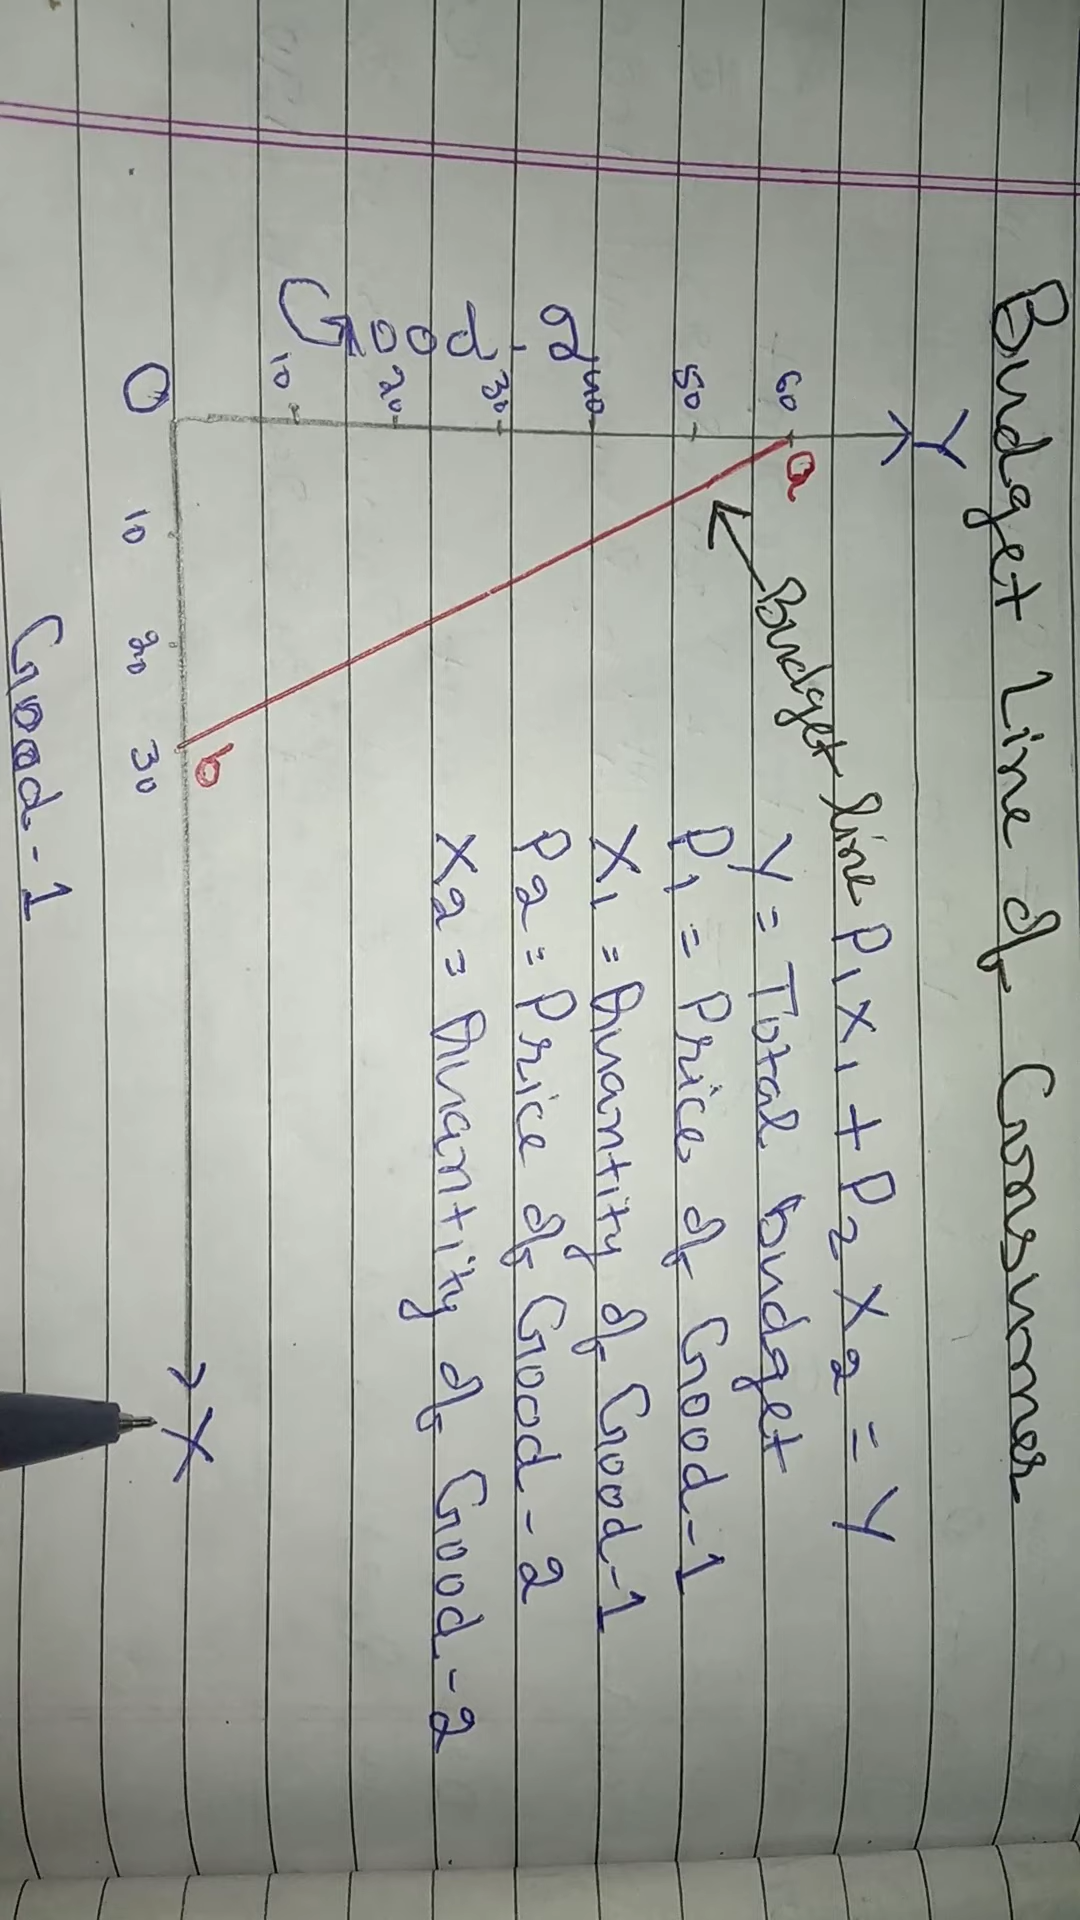 Budget Line of Consumer
Y
60 a
50
40
30
20
10
O
Good-2
Budget line P₁X₁ + P₂X₂ = Y
Y = Total budget
P₁ = Price of Good-1
X₁ = Quantity of Good-1
P₂ = Price of Good-2
X₂ = Quantity of Good-2
b
10 20 30
X
Good-1